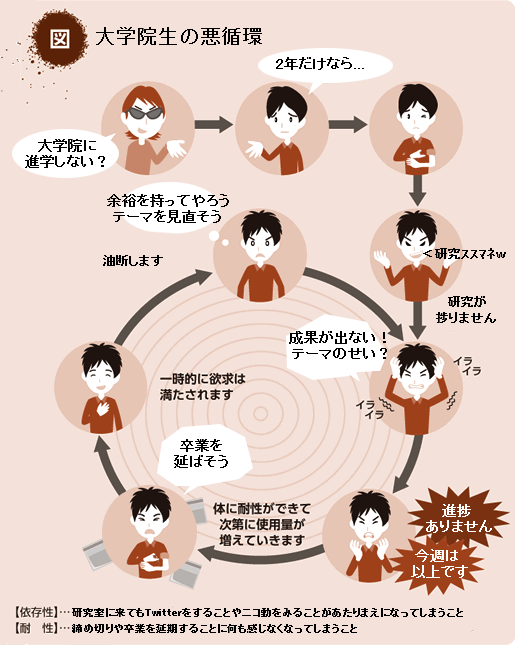 図 大学院生の悪循環
2年だけなら...
大学院に
進学しない？
余裕を持ってやろう
テーマを見直そう
＜研究ススマネw
油断します
研究が
捗りません
成果が出ない！
テーマのせい？
イラ
イラ
イラ
イラ
一時的に欲求は
満たされます
卒業を
延ばそう
体に耐性ができて
次第に使用量が
増えていきます
進捗
ありません
今週は
以上です
【依存性】…研究室に来てもTwitterをすることやニコ動をみることがあたりまえになってしまうこと
【耐　性】…締め切りや卒業を延期することに何も感じなくなってしまうこと